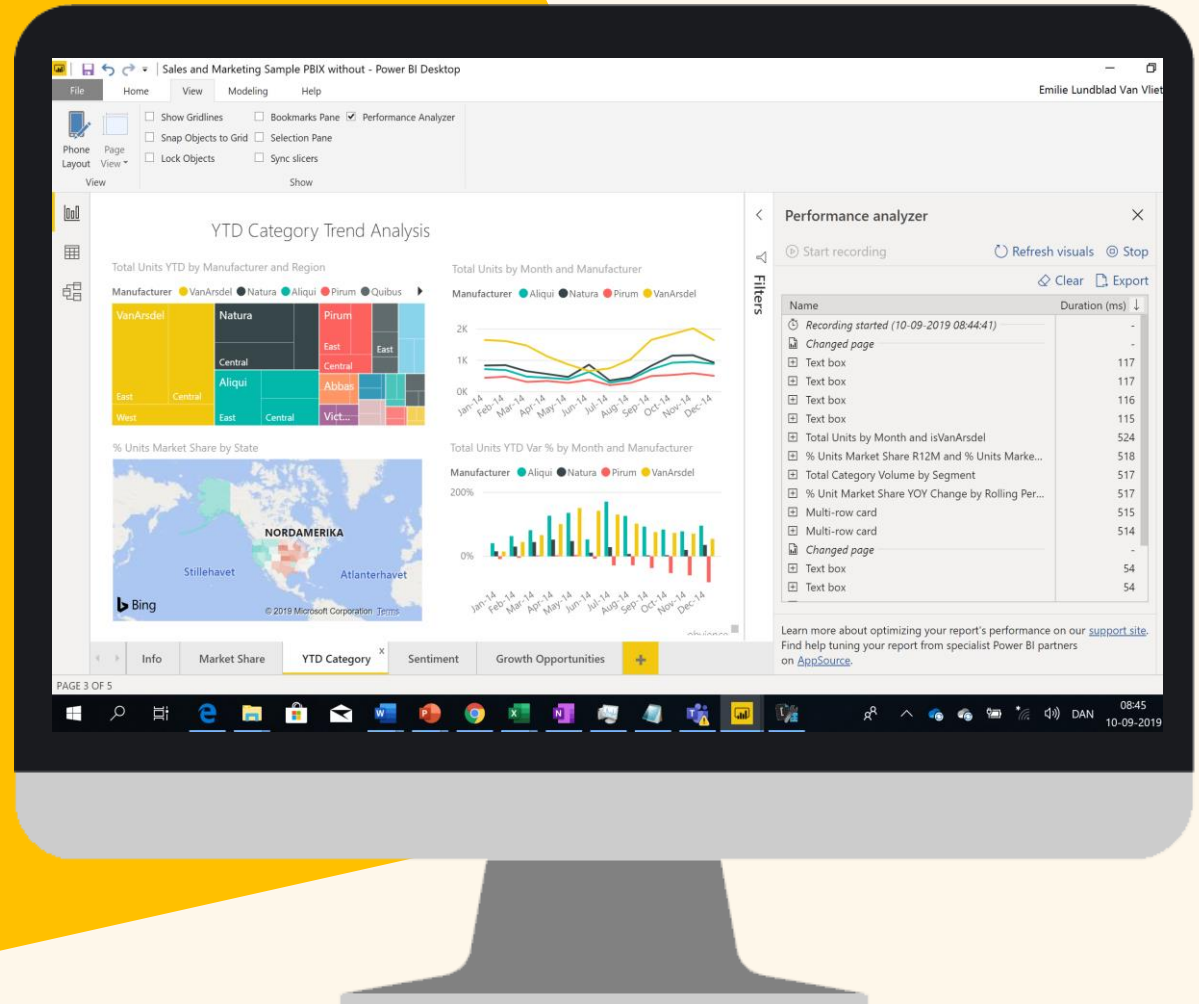 Sales and Marketing Sample PBIX without - Power BI Desktop
File Home View Modeling Help
Emilie Lundblad Van Vliet
Phone Layout
Page View
Show Gridlines
Snap Objects to Grid
Lock Objects
Bookmarks Pane
Selection Pane
Sync slicers
Performance Analyzer
View
Show
YTD Category Trend Analysis
Total Units YTD by Manufacturer and Region
Manufacturer VanArsdel Natura Aliqui Pirum Quibus
VanArsdel
East
Central
West
Natura
Central
Aliqui
East
Central
Pirum
East
Central
East
Abbas
Vict...
Total Units by Month and Manufacturer
Manufacturer Aliqui Natura Pirum VanArsdel
2K
1K
0K
Jan-14 Feb-14 Mar-14 Apr-14 May-14 Jun-14 Jul-14 Aug-14 Sep-14 Oct-14 Nov-14 Dec-14
% Units Market Share by State
NORDAMERIKA
Stillehavet
Atlanterhavet
Bing
© 2019 Microsoft Corporation Terms
Total Units YTD Var % by Month and Manufacturer
Manufacturer Aliqui Natura Pirum VanArsdel
200%
0%
Jan-14 Feb-14 Mar-14 Apr-14 May-14 Jun-14 Jul-14 Aug-14 Sep-14 Oct-14 Nov-14 Dec-14
Filters
Performance analyzer
Start recording
Refresh visuals
Stop
Clear
Export
Name Duration (ms)
Recording started (10-09-2019 08:44:41) -
Changed page -
Text box 117
Text box 117
Text box 116
Text box 115
Total Units by Month and isVanArsdel 524
% Units Market Share R12M and % Units Marke... 518
Total Category Volume by Segment 517
% Unit Market Share YOY Change by Rolling Per... 517
Multi-row card 515
Multi-row card 514
Changed page -
Text box 54
Text box 54
Learn more about optimizing your report's performance on our support site.
Find help tuning your report from specialist Power BI partners
on AppSource.
Info Market Share YTD Category x Sentiment Growth Opportunities +
PAGE 3 OF 5
DAN
08:45
10-09-2019